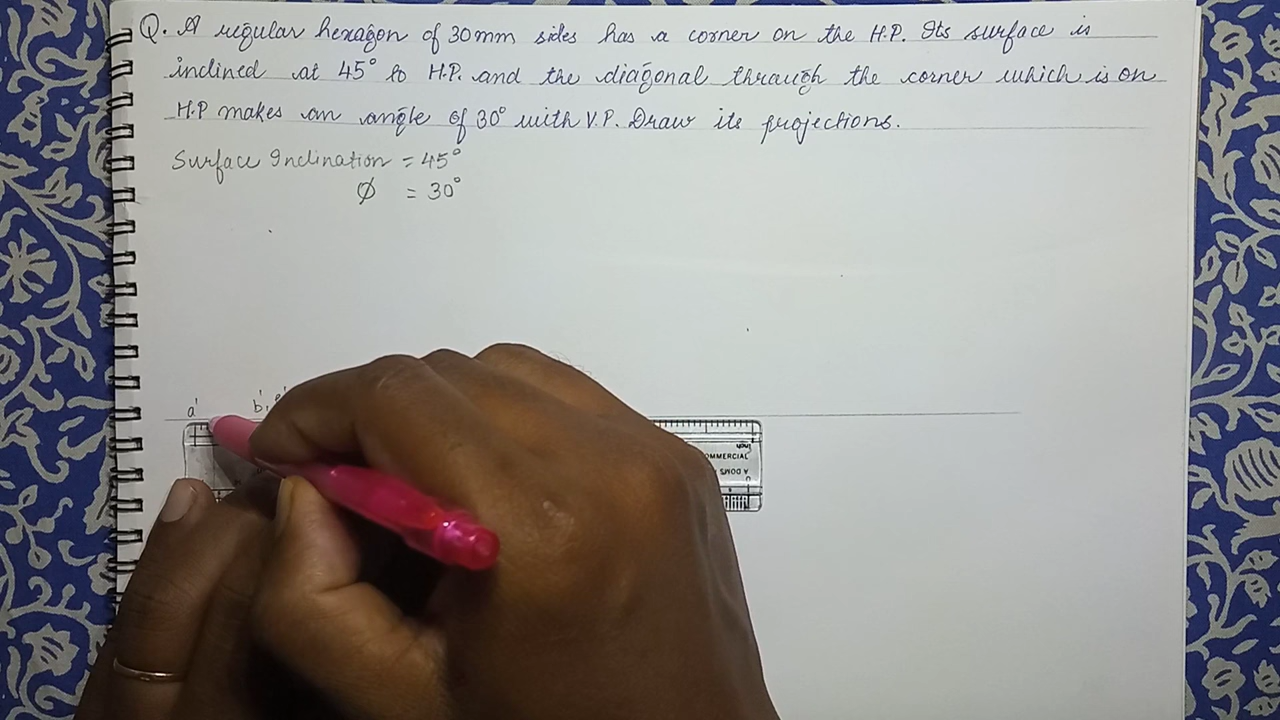 Q. A regular hexagon of 30mm sides has a corner on the H.P. Its surface is
inclined at 45° to H.P. and the diagonal through the corner which is on
H.P makes an angle of 30° with V.P. Draw its projections.
Surface Inclination = 45°
Ø = 30°
a' b'
OMMERCIAL